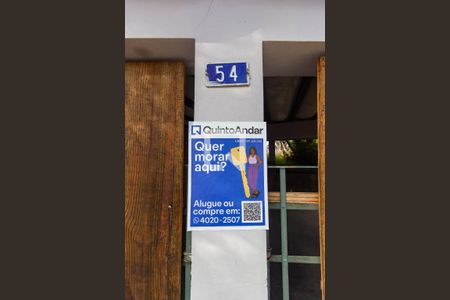 54
QuintoAndar
Quer
morar
aqui?
Alugue ou
compre em:
4020-2507